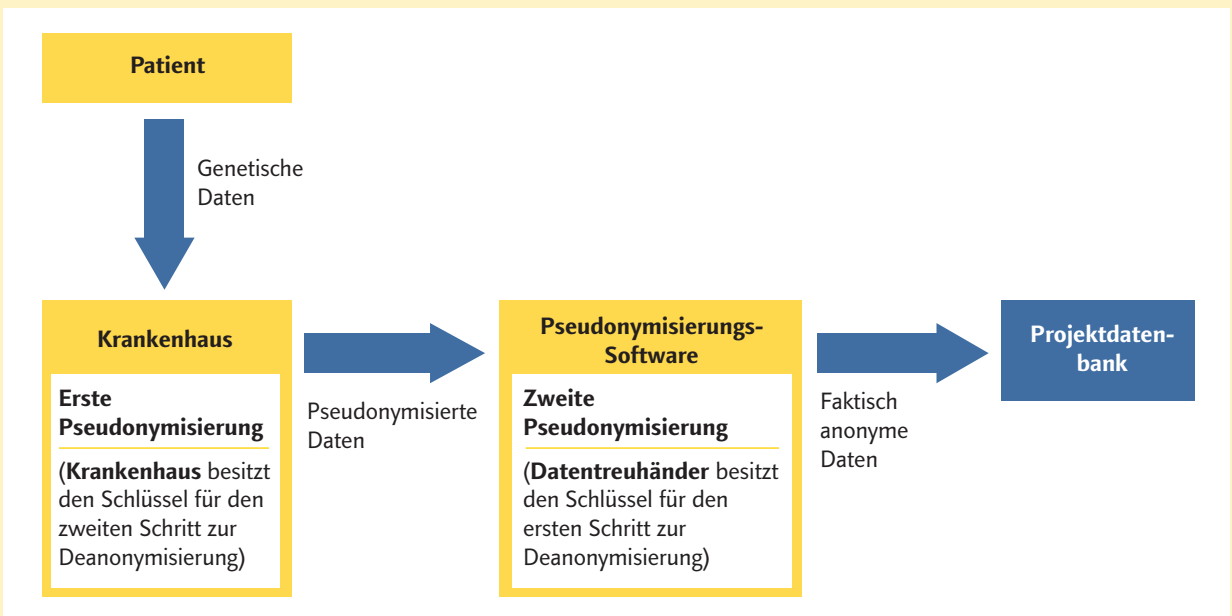 Patient
Genetische
Daten
Krankenhaus
Erste
Pseudonymisierung
(Krankenhaus besitzt
den Schlüssel für den
zweiten Schritt zur
Deanonymisierung)
Pseudonymisierte
Daten
Pseudonymisierungs-
Software
Zweite
Pseudonymisierung
(Datentreuhänder besitzt
den Schlüssel für den
ersten Schritt zur
Deanonymisierung)
Faktisch
anonyme
Daten
Projektdaten-
bank